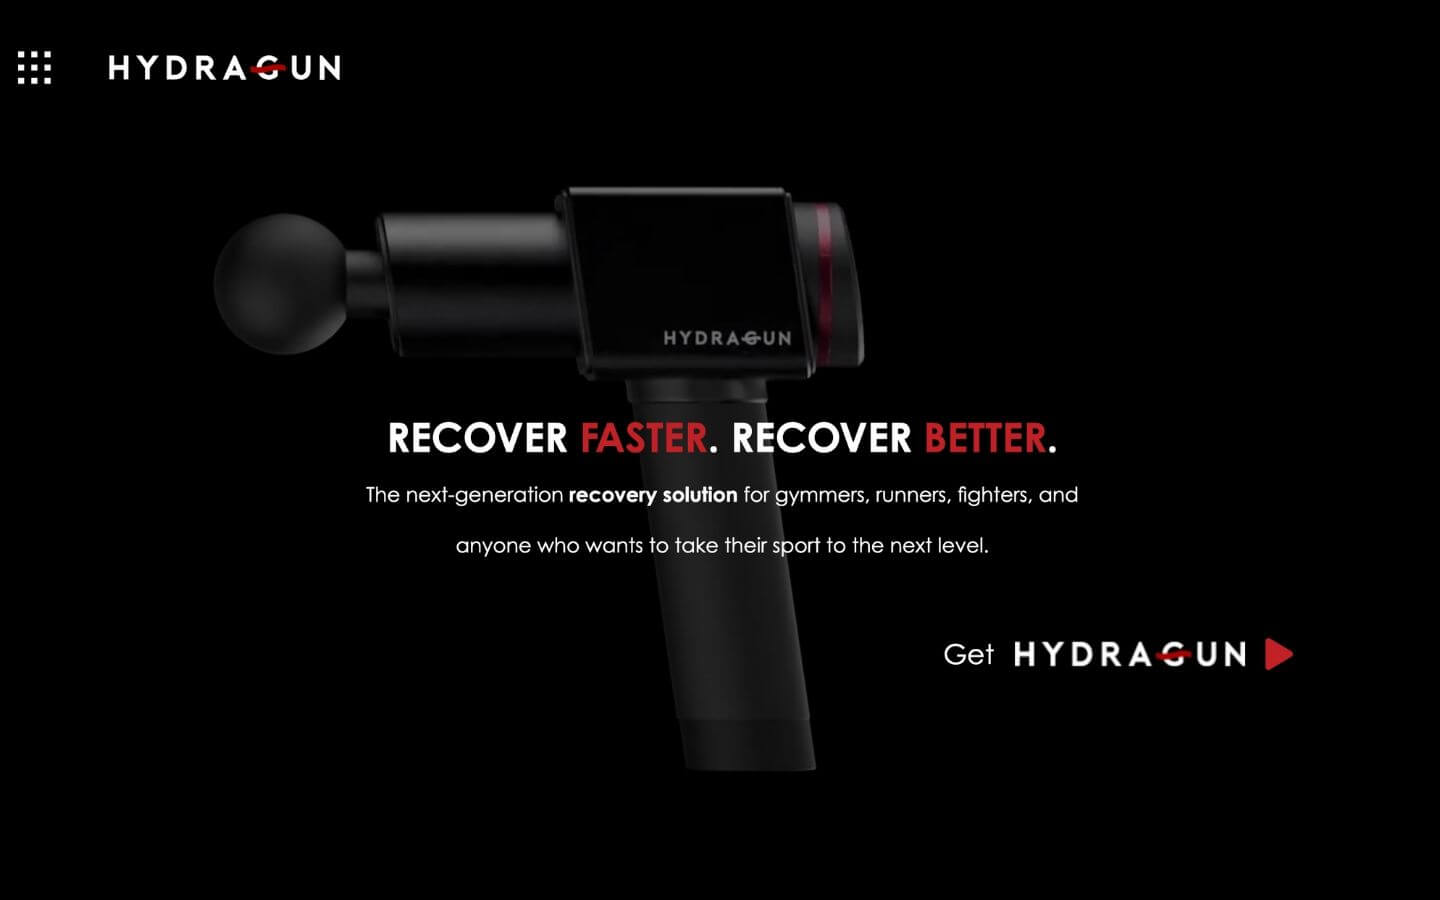 HYDRAGUN
HYDRAGUN
RECOVER FASTER. RECOVER BETTER.
The next-generation recovery solution for gymmers, runners, fighters, and
anyone who wants to take their sport to the next level.
Get HYDRAGUN